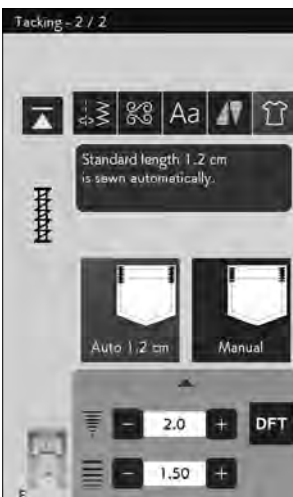 Tacking - 2 / 2
Aa
Standard length 1.2 cm
is sewn automatically.
Auto 1.2 cm
Manual
2.0
DFT
1.50
F